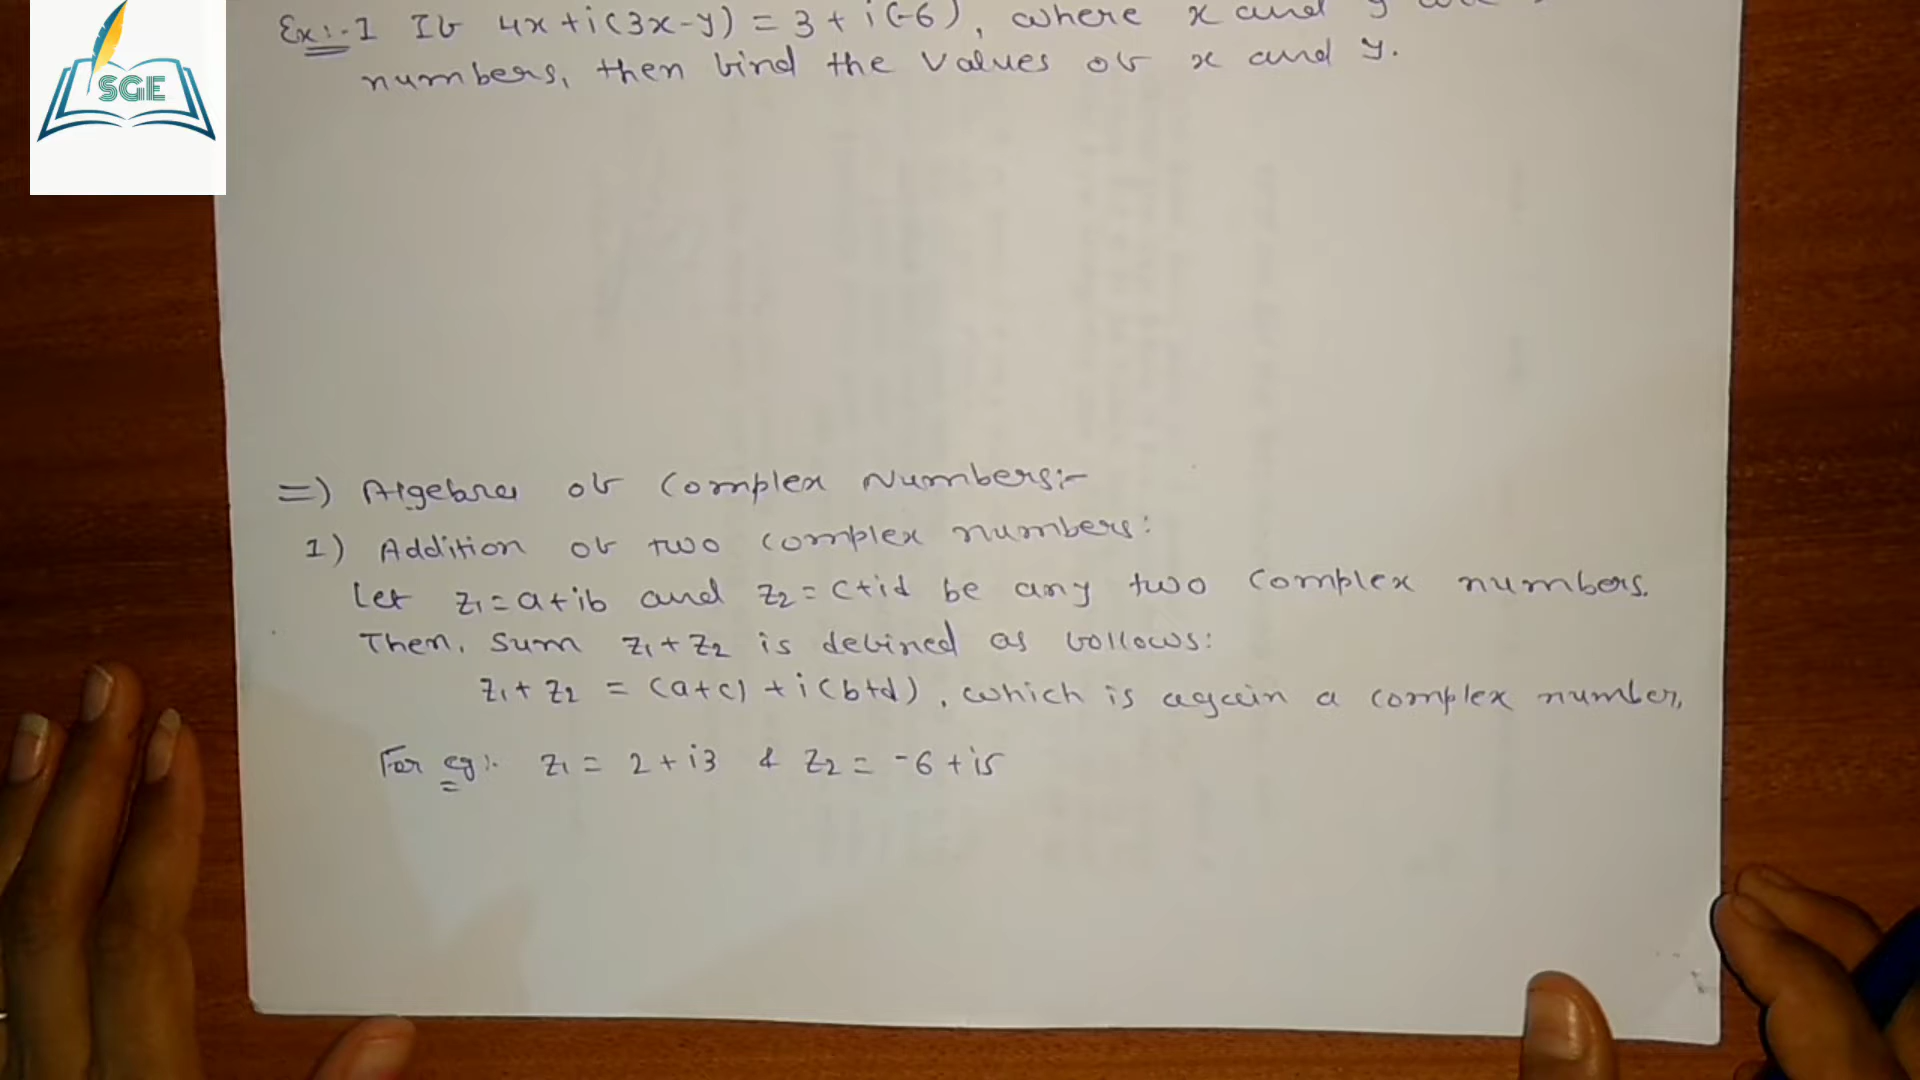 SGE
Ex:-1 If 4x+i(3x-y) = 3+i(-6), where x and y
numbers, then find the values of x and y.
=) Algebra of Complex Numbers:-
1) Addition of two complex numbers:
Let z1=a+ib and z2=c+id be any two complex numbers.
Then, sum z1+z2 is defined as follows:
z1+z2 = (a+c)+i(b+d), which is again a complex number,
For eg:- z1 = 2+i3 & z2 = -6+i5